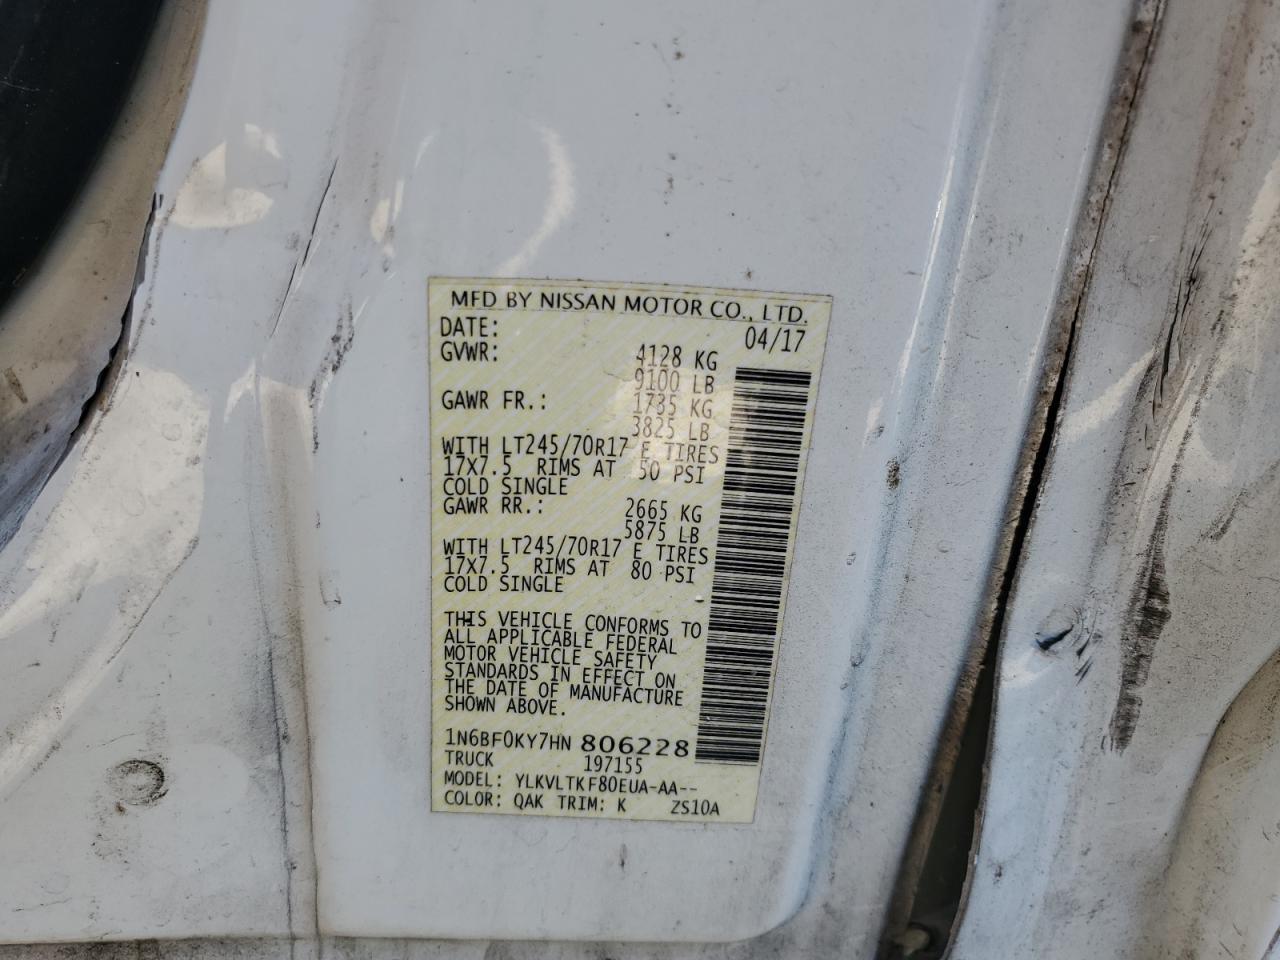 MFD BY NISSAN MOTOR CO., LTD.
DATE: 04/17
GVWR: 4128 KG
9100 LB
GAWR FR.: 1735 KG
3825 LB
WITH LT245/70R17 E TIRES
17X7.5 RIMS AT 50 PSI
COLD SINGLE
GAWR RR.: 2665 KG
5875 LB
WITH LT245/70R17 E TIRES
17X7.5 RIMS AT 80 PSI
COLD SINGLE
THIS VEHICLE CONFORMS TO
ALL APPLICABLE FEDERAL
MOTOR VEHICLE SAFETY
STANDARDS IN EFFECT ON
THE DATE OF MANUFACTURE
SHOWN ABOVE.
1N6BF0KY7HN 806228
TRUCK 197155
MODEL: YLKVLTKF80EUA-AA--
COLOR: QAK TRIM: K ZS10A